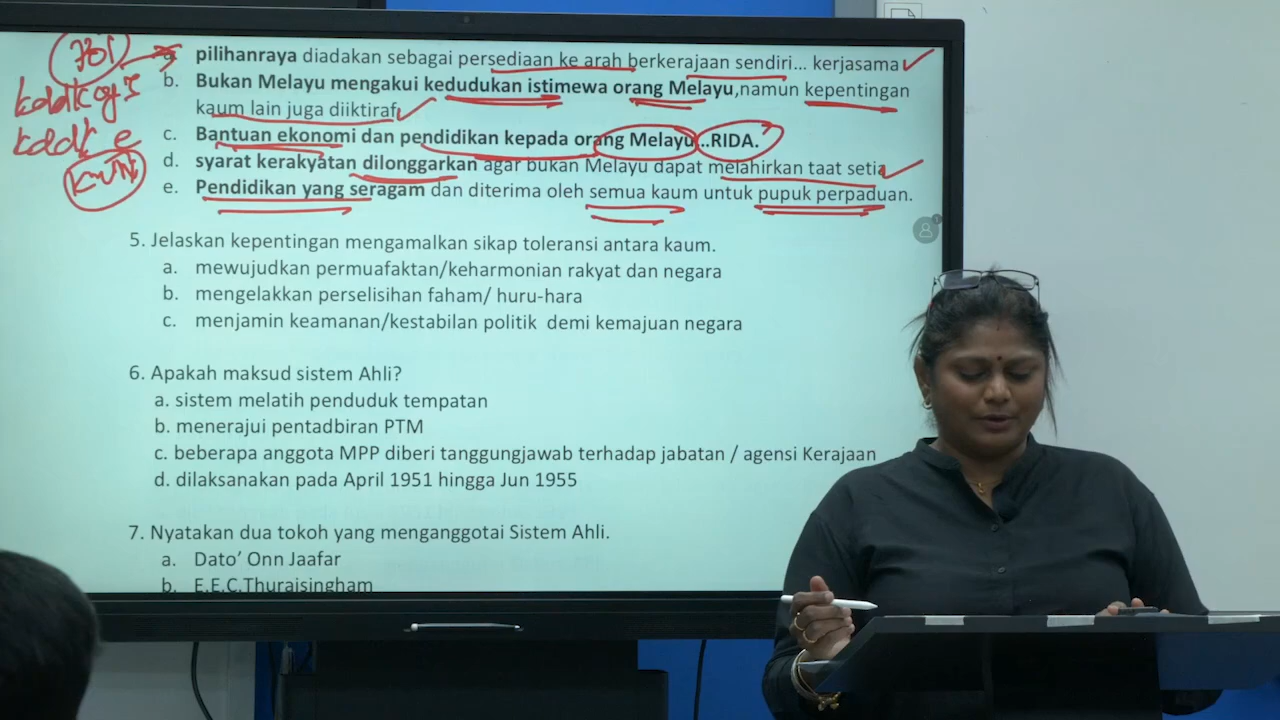 pilihanraya diadakan sebagai persediaan ke arah berkerajaan sendiri... kerjasama
b. Bukan Melayu mengakui kedudukan istimewa orang Melayu,namun kepentingan
kaum lain juga diiktiraf
c. Bantuan ekonomi dan pendidikan kepada orang Melayu...RIDA.
d. syarat kerakyatan dilonggarkan agar bukan Melayu dapat melahirkan taat setia
e. Pendidikan yang seragam dan diterima oleh semua kaum untuk pupuk perpaduan.
5. Jelaskan kepentingan mengamalkan sikap toleransi antara kaum.
a. mewujudkan permuafaktan/keharmonian rakyat dan negara
b. mengelakkan perselisihan faham/ huru-hara
c. menjamin keamanan/kestabilan politik demi kemajuan negara
6. Apakah maksud sistem Ahli?
a. sistem melatih penduduk tempatan
b. menerajui pentadbiran PTM
c. beberapa anggota MPP diberi tanggungjawab terhadap jabatan / agensi Kerajaan
d. dilaksanakan pada April 1951 hingga Jun 1955
7. Nyatakan dua tokoh yang menganggotai Sistem Ahli.
a. Dato' Onn Jaafar
b. E.E.C.Thuraisingham